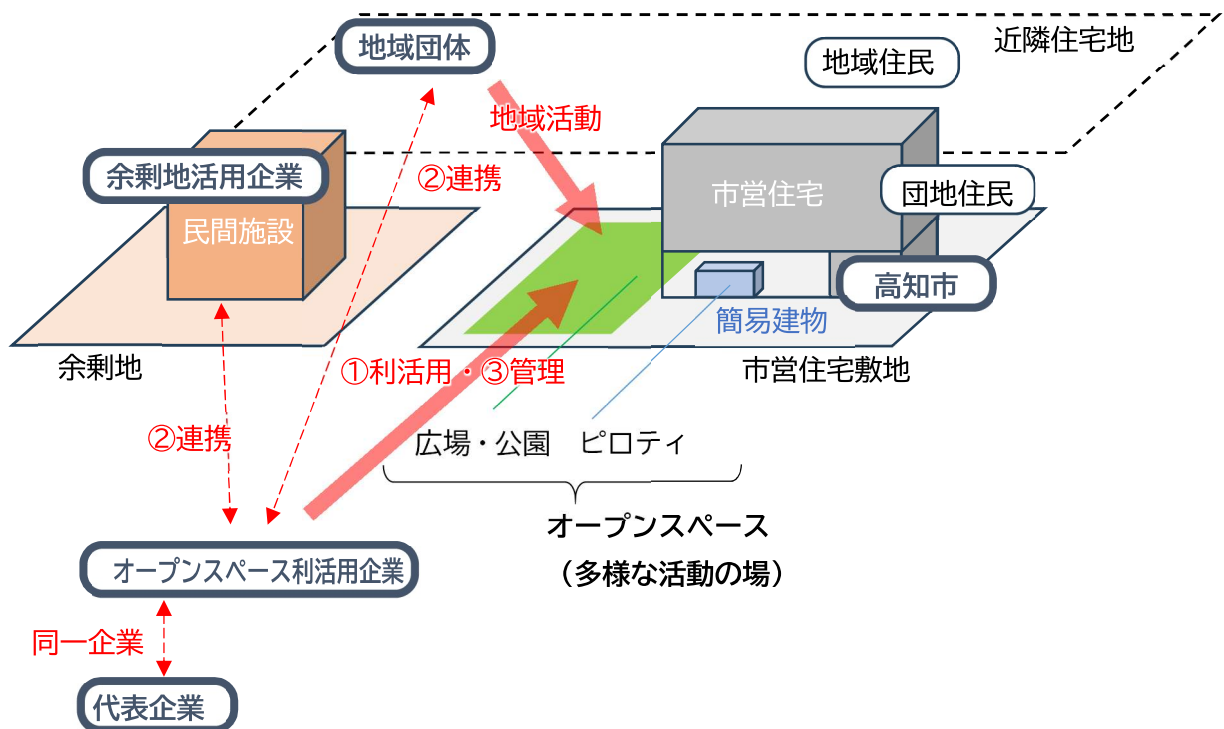 近隣住宅地
地域団体
地域住民
地域活動
余剰地活用企業
②連携
市営住宅
団地住民
民間施設
高知市
簡易建物
余剰地
①利活用・③管理
市営住宅敷地
②連携
広場・公園
ピロティ
オープンスペース
（多様な活動の場）
オープンスペース利活用企業
同一企業
代表企業